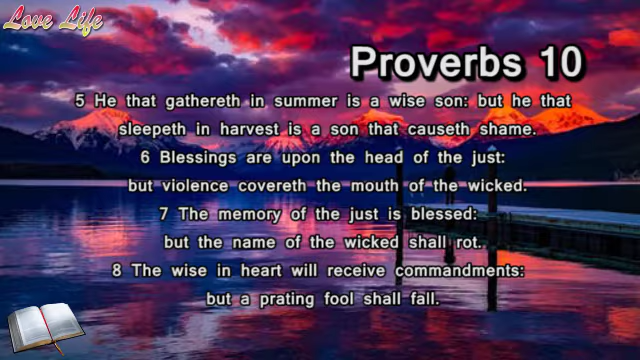 Love Life
Proverbs 10
5 He that gathereth in summer is a wise son: but he that
sleepeth in harvest is a son that causeth shame.
6 Blessings are upon the head of the just:
but violence covereth the mouth of the wicked.
7 The memory of the just is blessed:
but the name of the wicked shall rot.
8 The wise in heart will receive commandments:
but a prating fool shall fall.